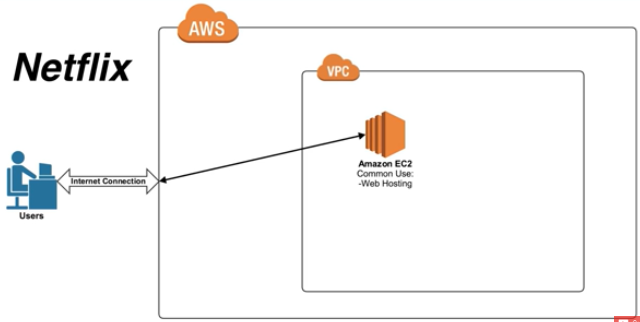 AWS
Netflix
VPC
Amazon EC2
Common Use:
-Web Hosting
Internet Connection
Users